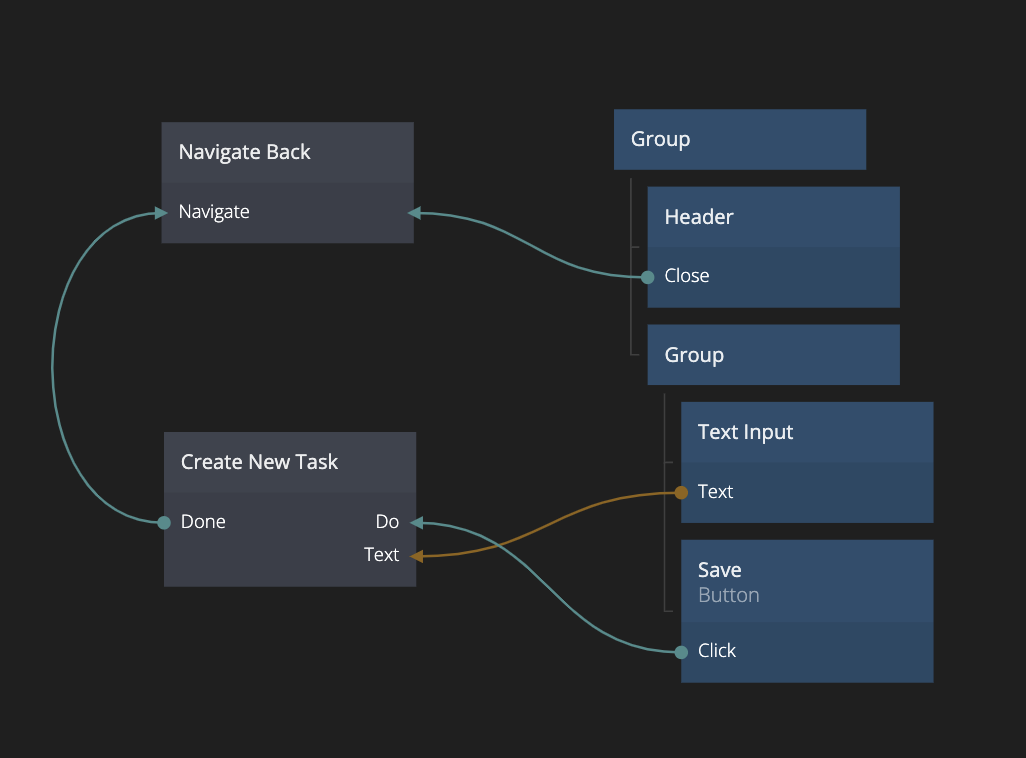 Navigate Back
Navigate
Create New Task
Done
Do
Text
Group
Header
Close
Group
Text Input
Text
Save
Button
Click